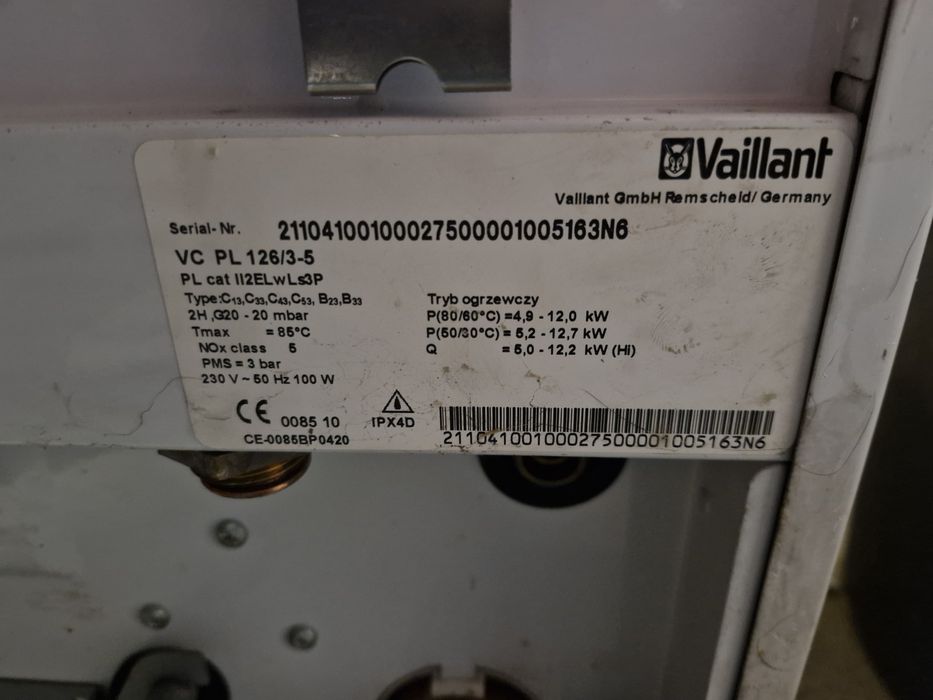 Vaillant
Vaillant GmbH Remscheid/ Germany
Serial-Nr. 21104100100027500001005163N6
VC PL 126/3-5
PL cat II2ELwLs3P
Type:C13,C33,C43,C53, B23,B33
2H ,G20 - 20 mbar
Tmax = 85°C
NOx class 5
PMS = 3 bar
230 V ~ 50 Hz 100 W
Tryb ogrzewczy
P(80/60°C) =4,9 - 12,0 kW
P(50/30°C) = 5,2 - 12,7 kW
Q = 5,0 - 12,2 kW (Hi)
CE 0085 10
IPX4D
CE-0085BP0420
21104100100027500001005163N6